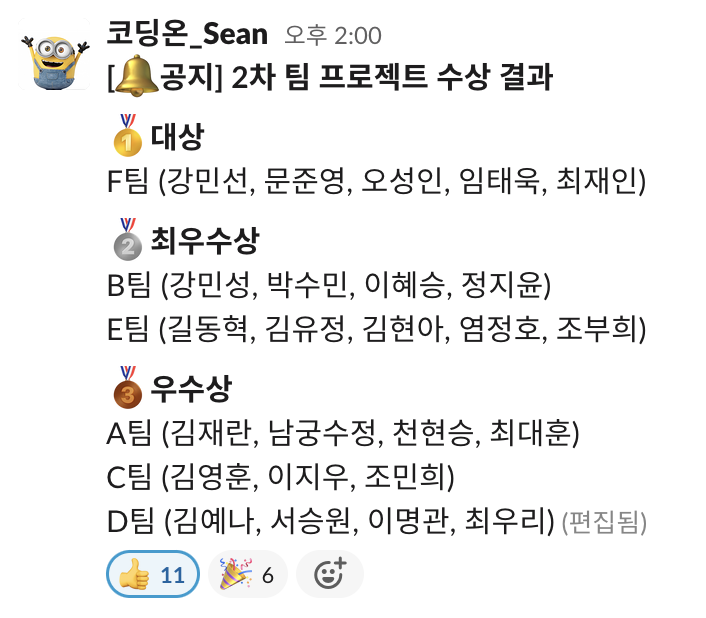 코딩온_Sean 오후 2:00
[🔔공지] 2차 팀 프로젝트 수상 결과
🥇 대상
F팀 (강민선, 문준영, 오성인, 임태욱, 최재인)
🥈 최우수상
B팀 (강민성, 박수민, 이혜승, 정지윤)
E팀 (길동혁, 김유정, 김현아, 염정호, 조부희)
🥉 우수상
A팀 (김재란, 남궁수정, 천현승, 최대훈)
C팀 (김영훈, 이지우, 조민희)
D팀 (김예나, 서승원, 이명관, 최우리) (편집됨)
👍 11 🎉 6